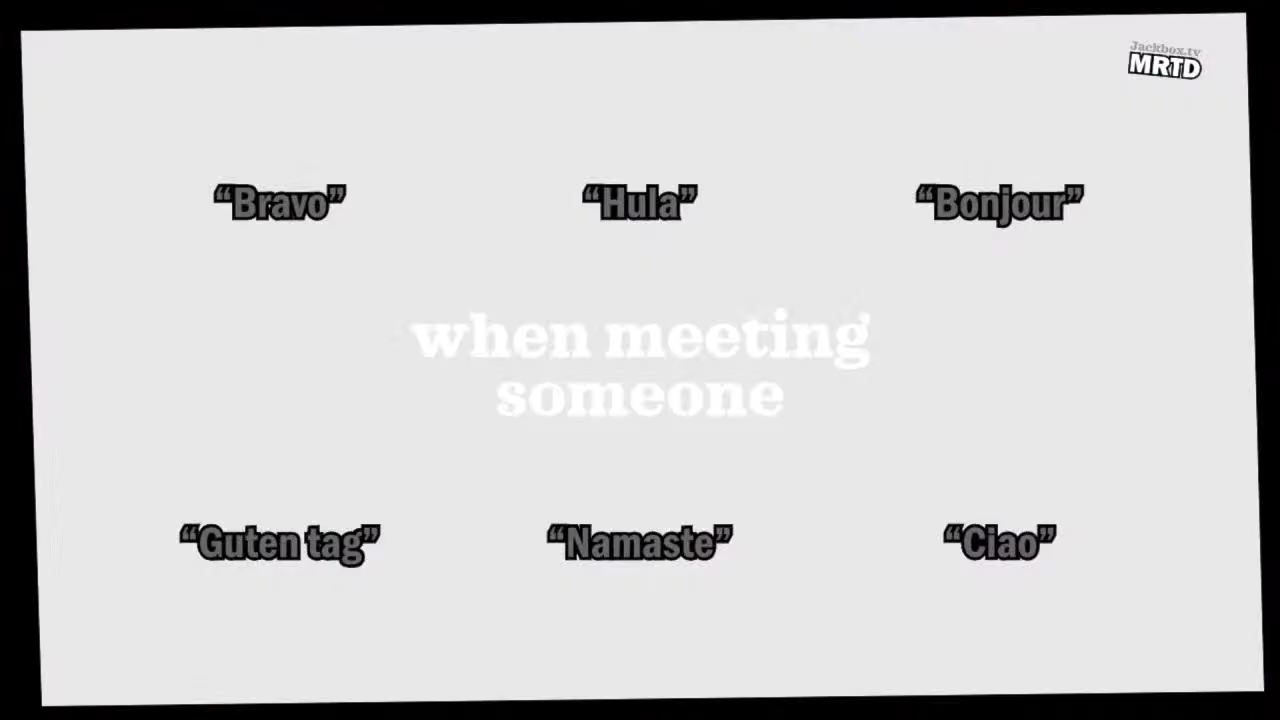 Jackbox.tv
MRTD
“Bravo” “Hula” “Bonjour”
when meeting
someone
“Guten tag” “Namaste” “Ciao”